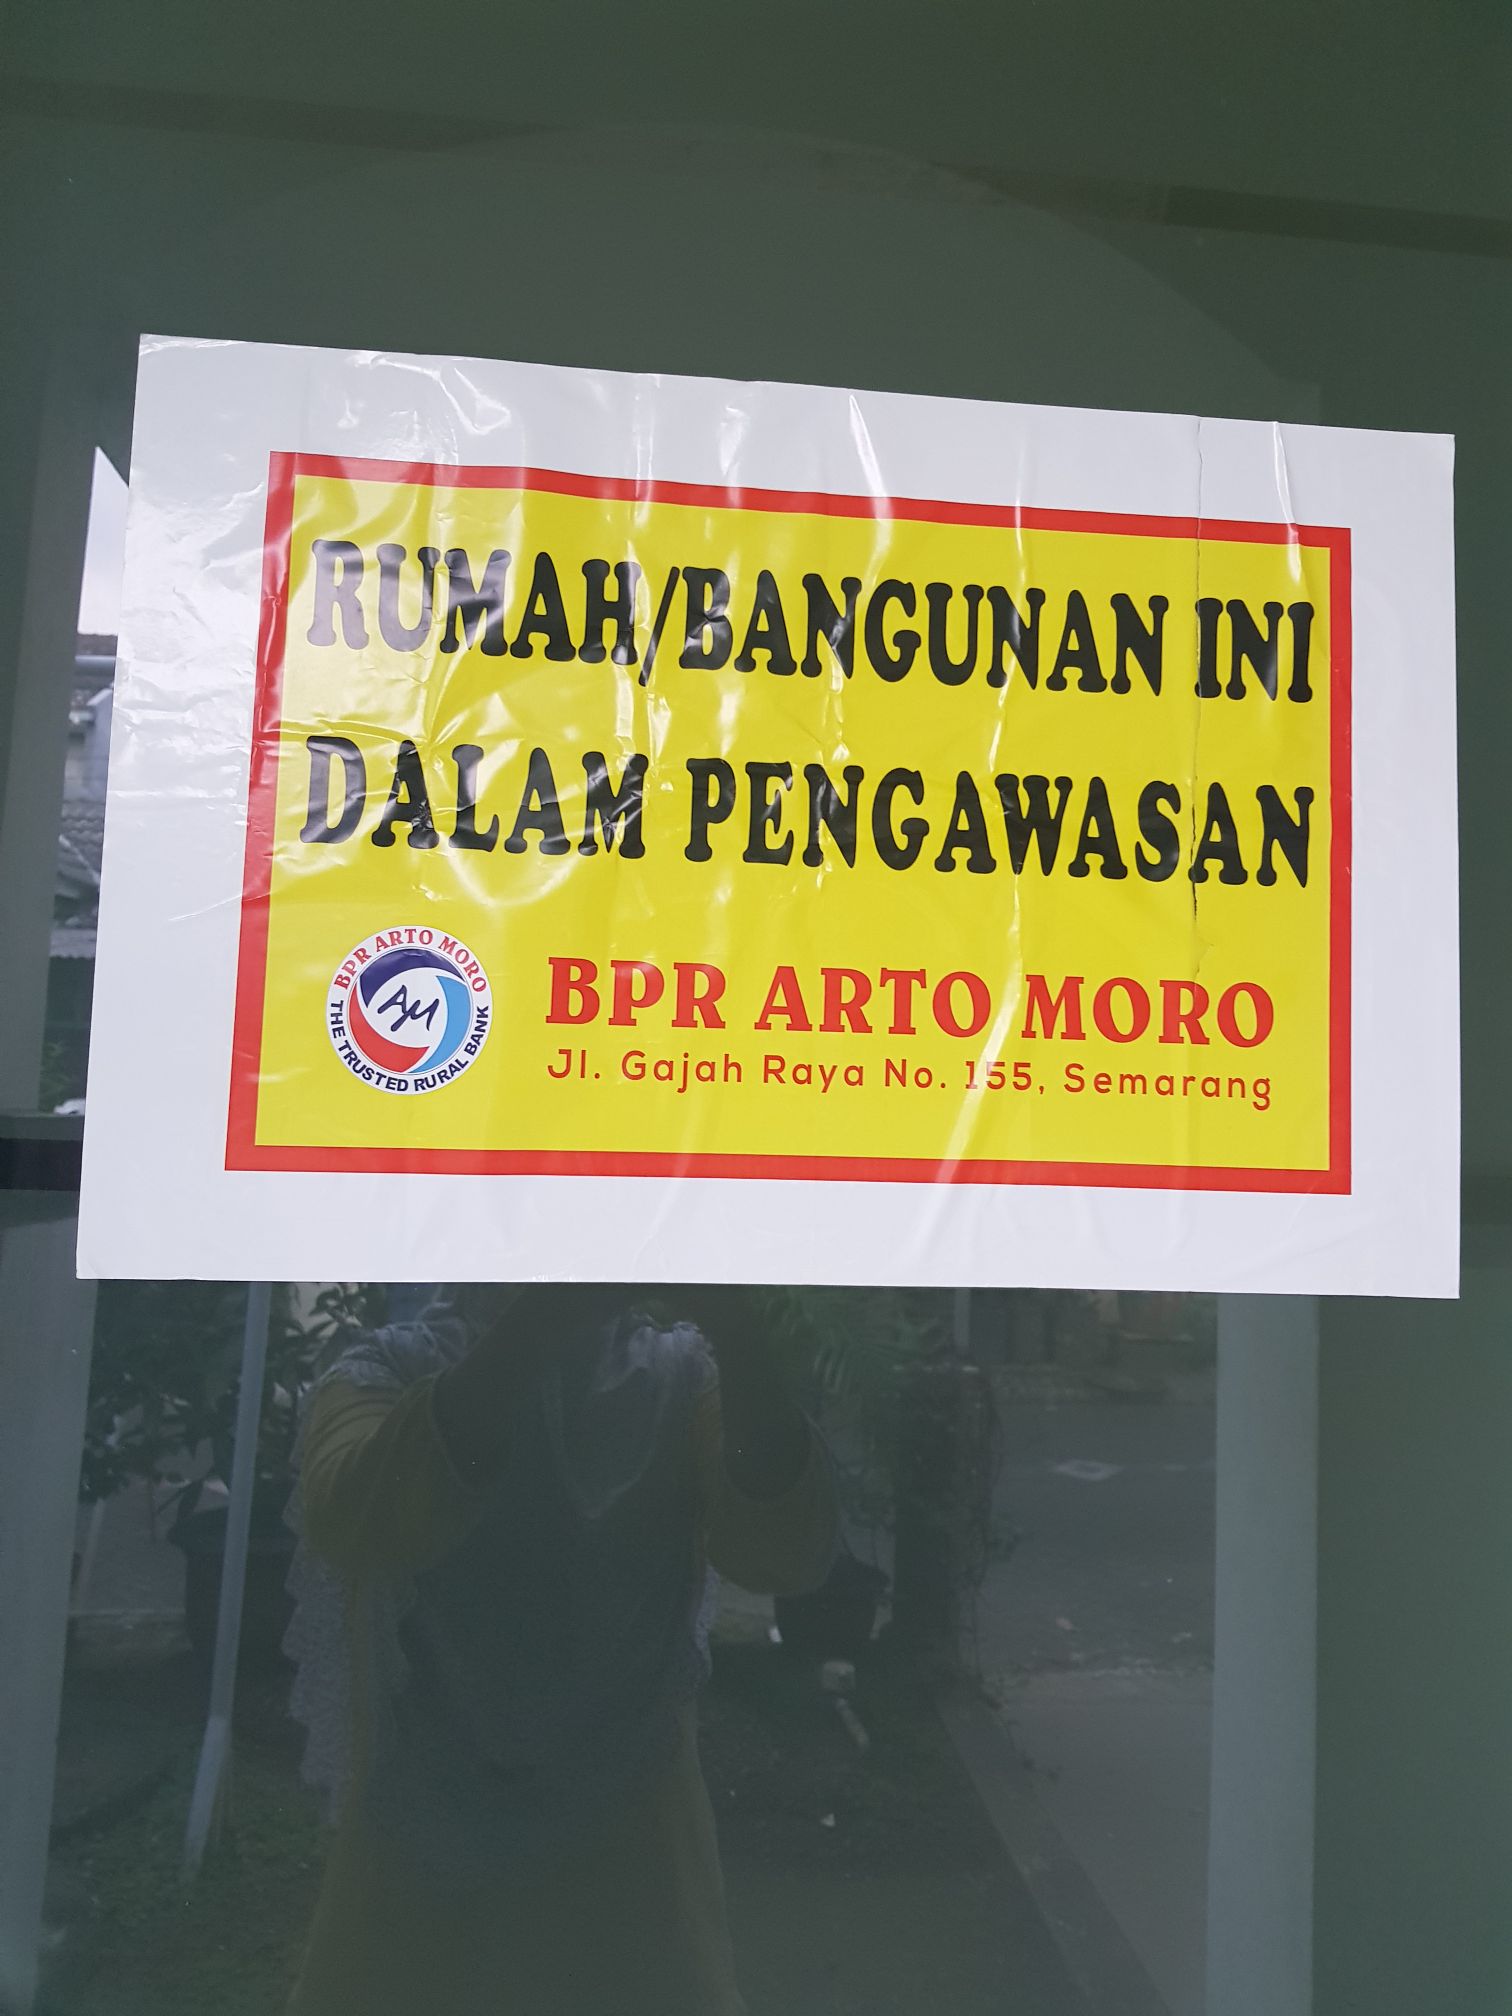 RUMAH/BANGUNAN INI
DALAM PENGAWASAN
BPR ARTO MORO
AM
THE TRUSTED RURAL BANK
BPR ARTO MORO
Jl. Gajah Raya No. 155, Semarang